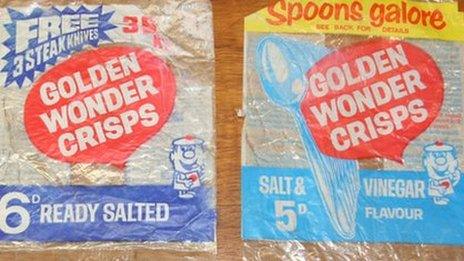 FREE
3 STEAK KNIVES
GOLDEN
WONDER
CRISPS
6D READY SALTED
Spoons galore
SEE BACK FOR DETAILS
GOLDEN
WONDER
CRISPS
SALT & VINEGAR
5D FLAVOUR